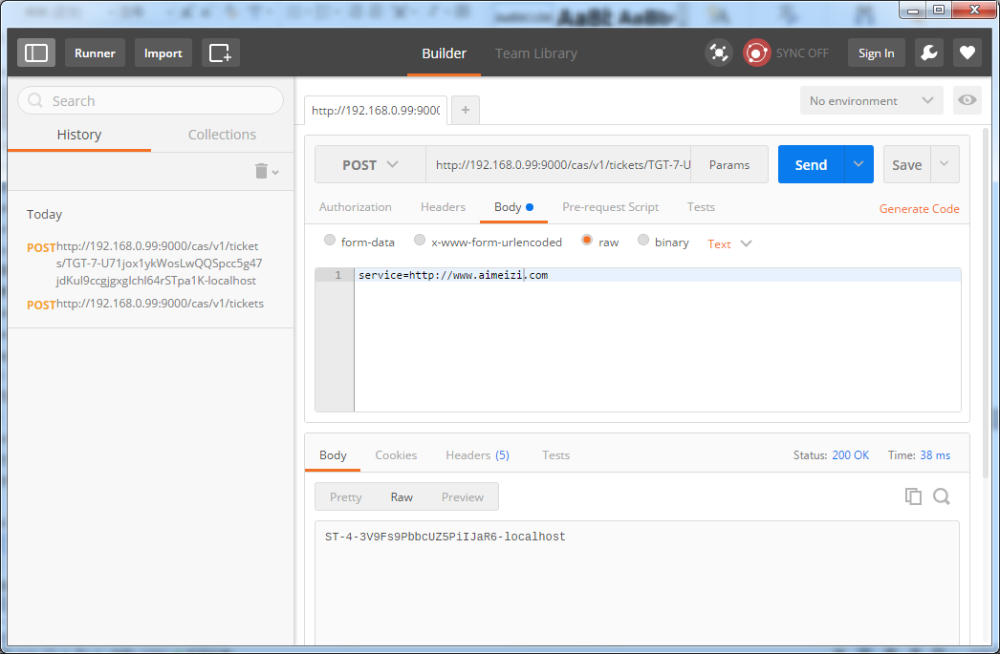 Runner
Import
Builder
Team Library
SYNC OFF
Sign In
Search
History
Collections
Today
POST http://192.168.0.99:9000/cas/v1/ticket
s/TGT-7-U71jox1ykWosLwQQSpcc5g47
jdKul9ccgjgxglchl64rSTpa1K-localhost
POST http://192.168.0.99:9000/cas/v1/tickets
http://192.168.0.99:9000
+
No environment
POST
http://192.168.0.99:9000/cas/v1/tickets/TGT-7-U
Params
Send
Save
Authorization
Headers
Body
Pre-request Script
Tests
Generate Code
form-data
x-www-form-urlencoded
raw
binary
Text
1
service=http://www.aimeizi.com
Body
Cookies
Headers (5)
Tests
Status: 200 OK
Time: 38 ms
Pretty
Raw
Preview
ST-4-3V9Fs9PbbcUZ5PiIJaR6-localhost